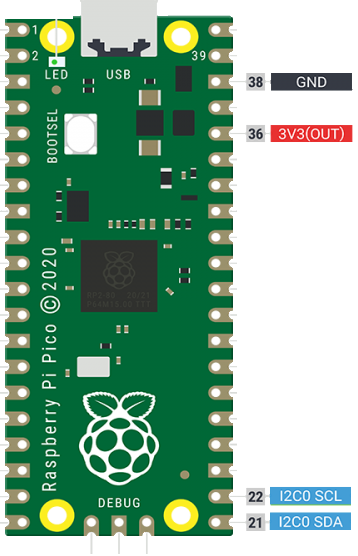 1
2
39
LED
USB
BOOTSEL
38 GND
36 3V3(OUT)
Raspberry Pi Pico © 2020
DEBUG
22 I2C0 SCL
21 I2C0 SDA